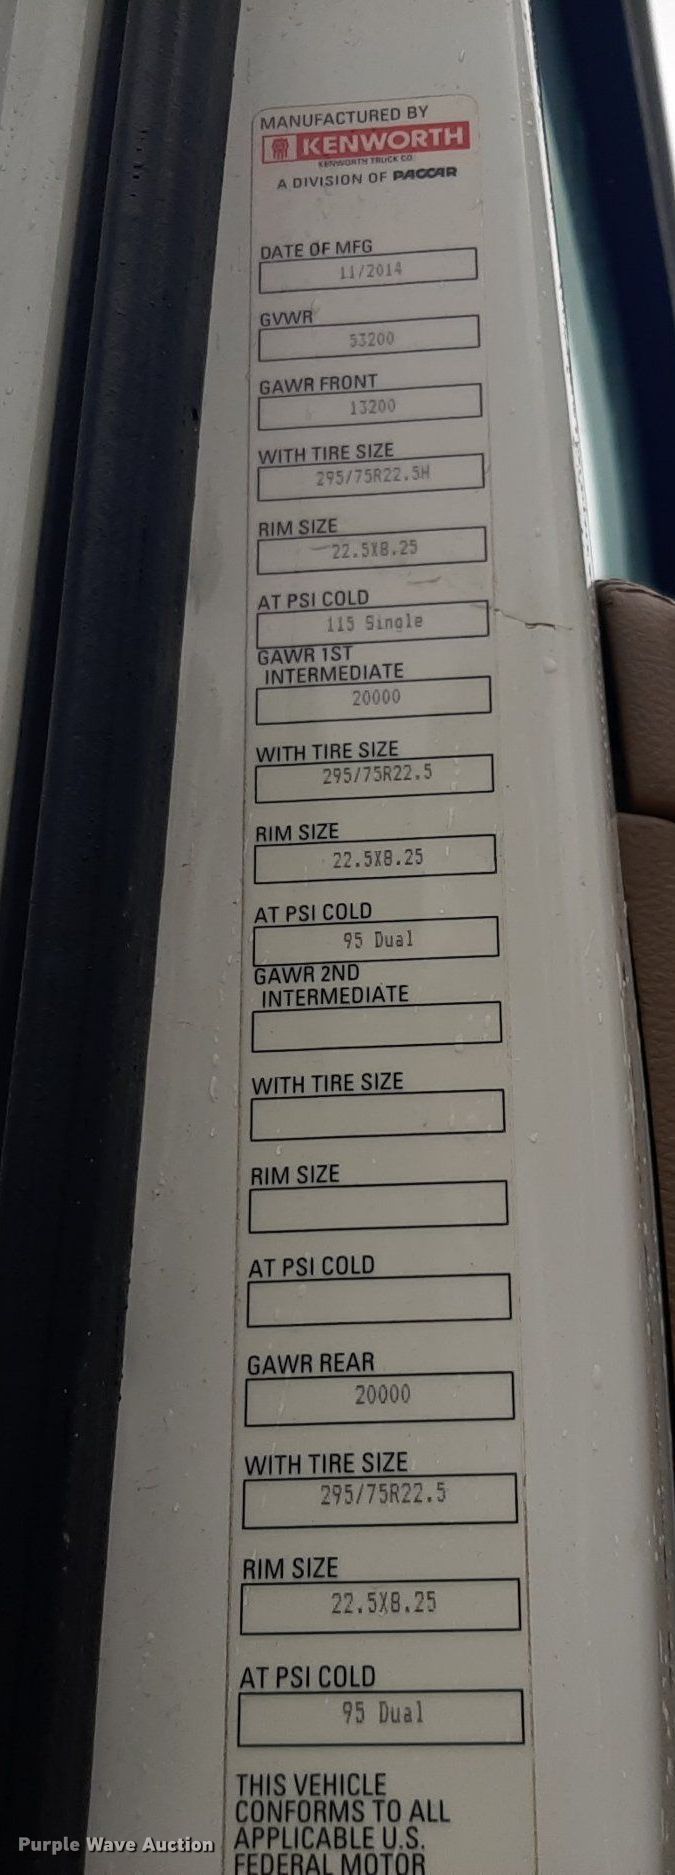 MANUFACTURED BY
KENWORTH
KENWORTH TRUCK CO.
A DIVISION OF PACCAR
DATE OF MFG
11/2014
GVWR
53200
GAWR FRONT
13200
WITH TIRE SIZE
295/75R22.5H
RIM SIZE
22.5X8.25
AT PSI COLD
115 Single
GAWR 1ST
INTERMEDIATE
20000
WITH TIRE SIZE
295/75R22.5
RIM SIZE
22.5X8.25
AT PSI COLD
95 Dual
GAWR 2ND
INTERMEDIATE
WITH TIRE SIZE
RIM SIZE
AT PSI COLD
GAWR REAR
20000
WITH TIRE SIZE
295/75R22.5
RIM SIZE
22.5X8.25
AT PSI COLD
95 Dual
THIS VEHICLE
CONFORMS TO ALL
APPLICABLE U.S.
FEDERAL MOTOR
Purple Wave Auction